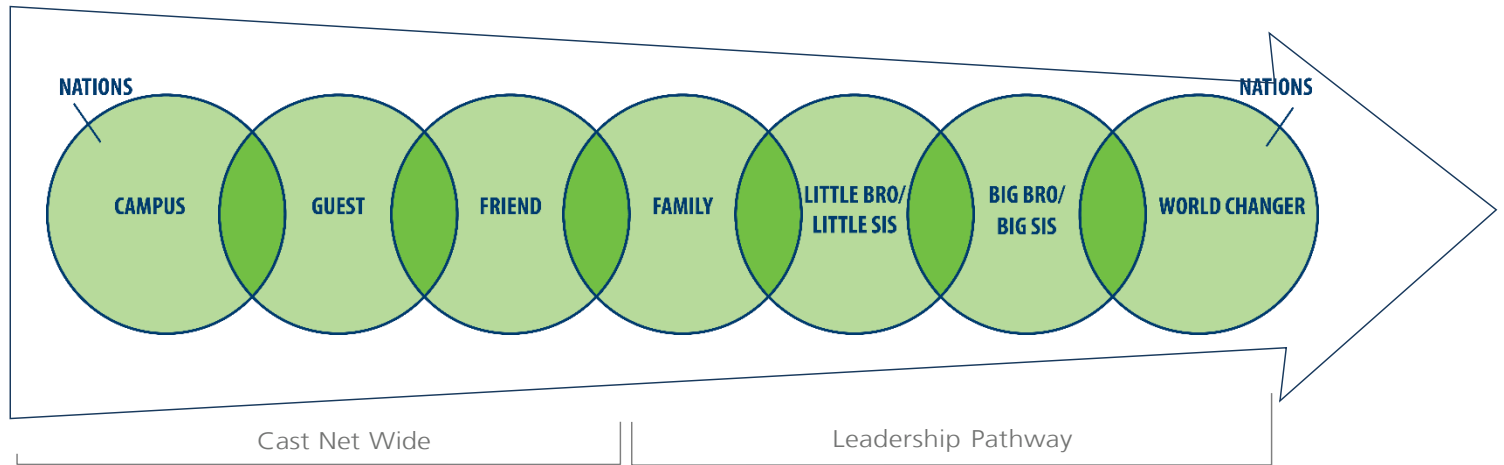 NATIONS
NATIONS
CAMPUS
GUEST
FRIEND
FAMILY
LITTLE BRO/
LITTLE SIS
BIG BRO/
BIG SIS
WORLD CHANGER
Cast Net Wide
Leadership Pathway